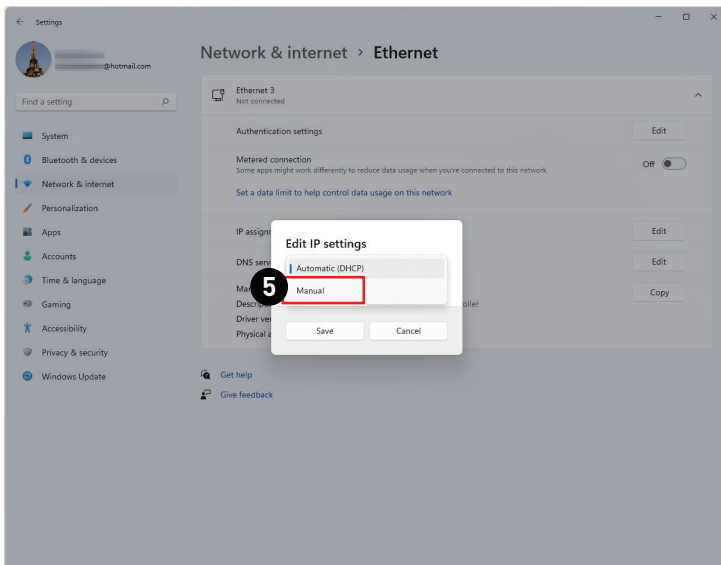 Settings
@hotmail.com
Find a setting
System
Bluetooth & devices
Network & internet
Personalization
Apps
Accounts
Time & language
Gaming
Accessibility
Privacy & security
Windows Update
Network & internet > Ethernet
Ethernet 3
Not connected
Authentication settings
Edit
Metered connection
Some apps might work differently to reduce data usage when you're connected to this network
Off
Set a data limit to help control data usage on this network
IP
Edit
DNS
Edit
Copy
Driver
Physical
Edit IP settings
Automatic (DHCP)
5
Manual
Save
Cancel
Get help
Give feedback